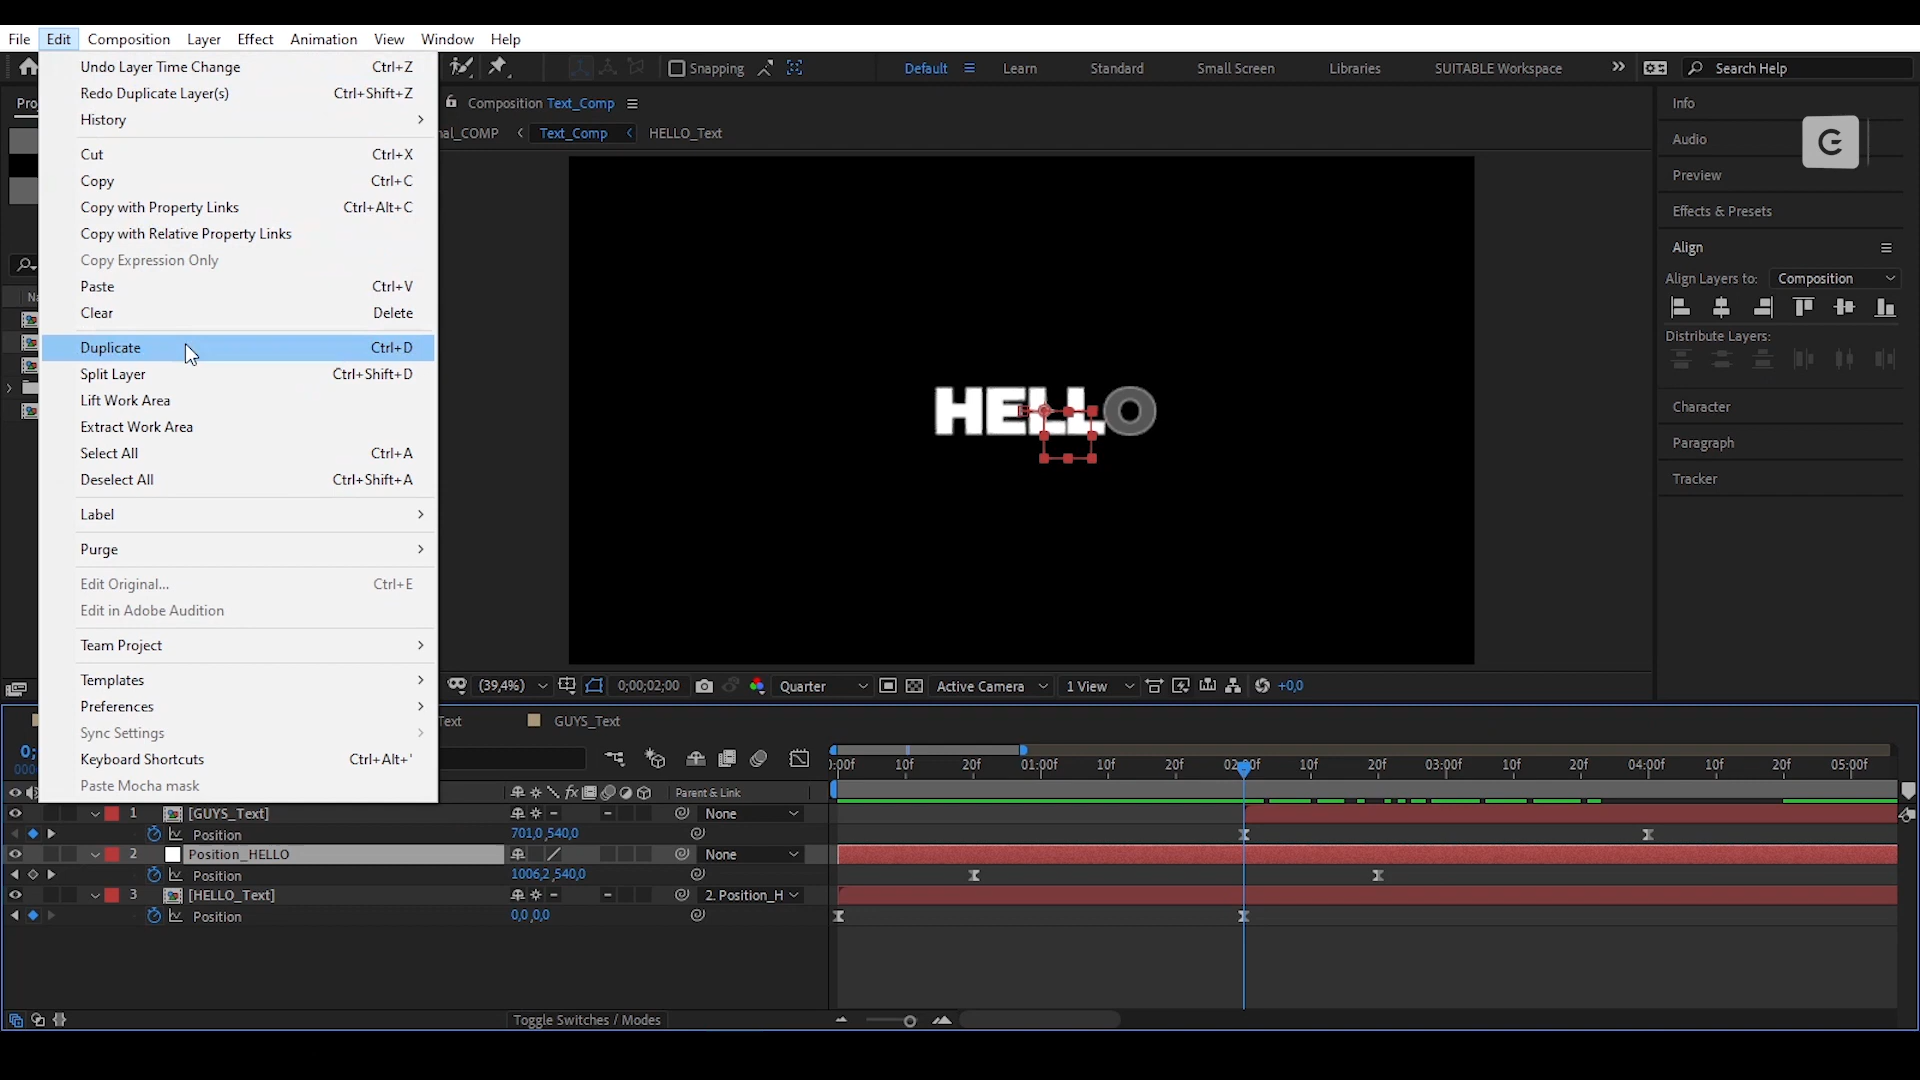 File Edit Composition Layer Effect Animation View Window Help
Snapping Default Learn Standard Small Screen Libraries SUITABLE Workspace Search Help
Undo Layer Time Change Ctrl+Z
Redo Duplicate Layer(s) Ctrl+Shift+Z
History
Cut Ctrl+X
Copy Ctrl+C
Copy with Property Links Ctrl+Alt+C
Copy with Relative Property Links
Copy Expression Only
Paste Ctrl+V
Clear Delete
Duplicate Ctrl+D
Split Layer Ctrl+Shift+D
Lift Work Area
Extract Work Area
Select All Ctrl+A
Deselect All Ctrl+Shift+A
Label
Purge
Edit Original... Ctrl+E
Edit in Adobe Audition
Team Project
Templates
Preferences
Sync Settings
Keyboard Shortcuts Ctrl+Alt+'
Paste Mocha mask
Composition Text_Comp
al_COMP Text_Comp HELLO_Text
HELLO
Info
Audio
Preview
Effects & Presets
Align
Align Layers to: Composition
Distribute Layers:
Character
Paragraph
Tracker
(39,4%) 0;00;02;00 Quarter Active Camera 1 View +0,0
Text GUYS_Text
:00f 10f 20f 01:00f 10f 20f 02:00f 10f 20f 03:00f 10f 20f 04:00f 10f 20f 05:00f
Parent & Link
1 [GUYS_Text] None
Position 701,0,540,0
2 Position_HELLO None
Position 1006,2,540,0
3 [HELLO_Text] 2. Position_H
Position 0,0,0,0
Toggle Switches / Modes